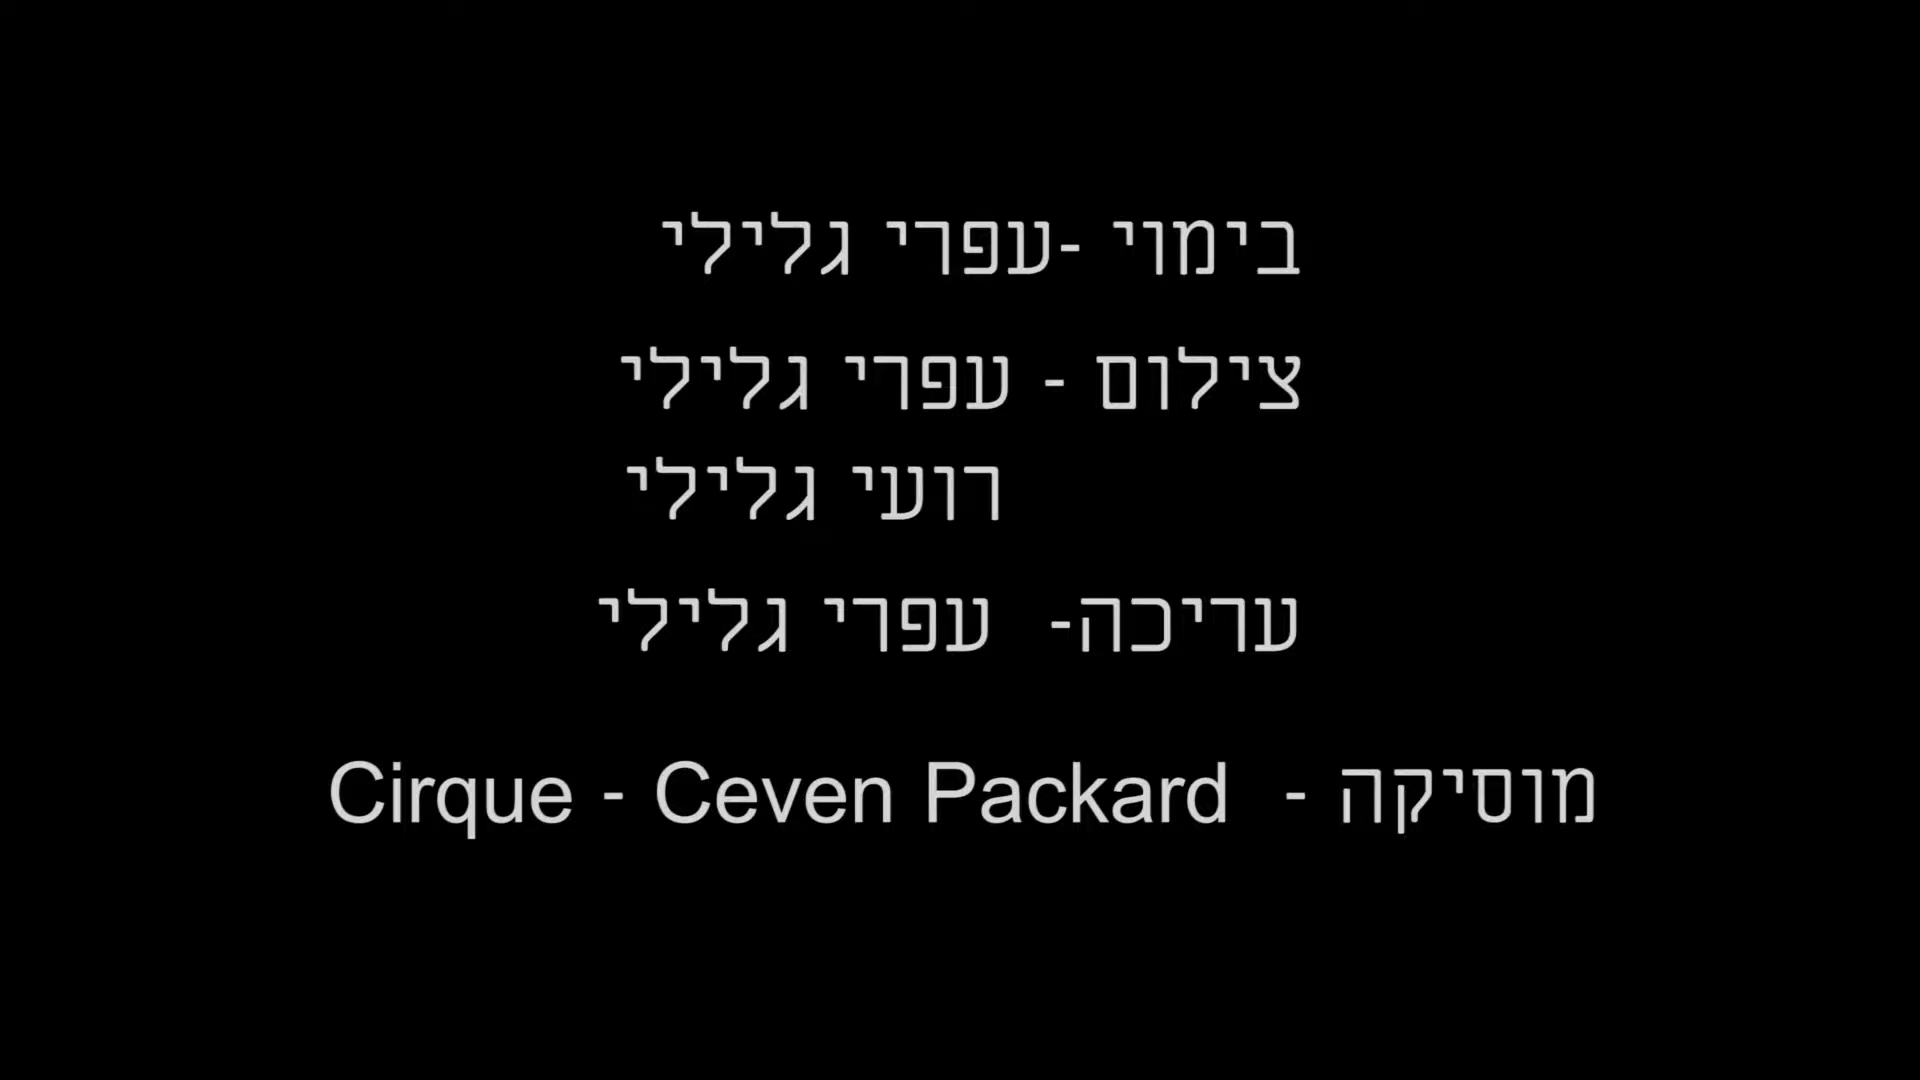 בימוי -עפרי גלילי
צילום - עפרי גלילי
רועי גלילי
עריכה- עפרי גלילי
מוסיקה - Cirque - Ceven Packard